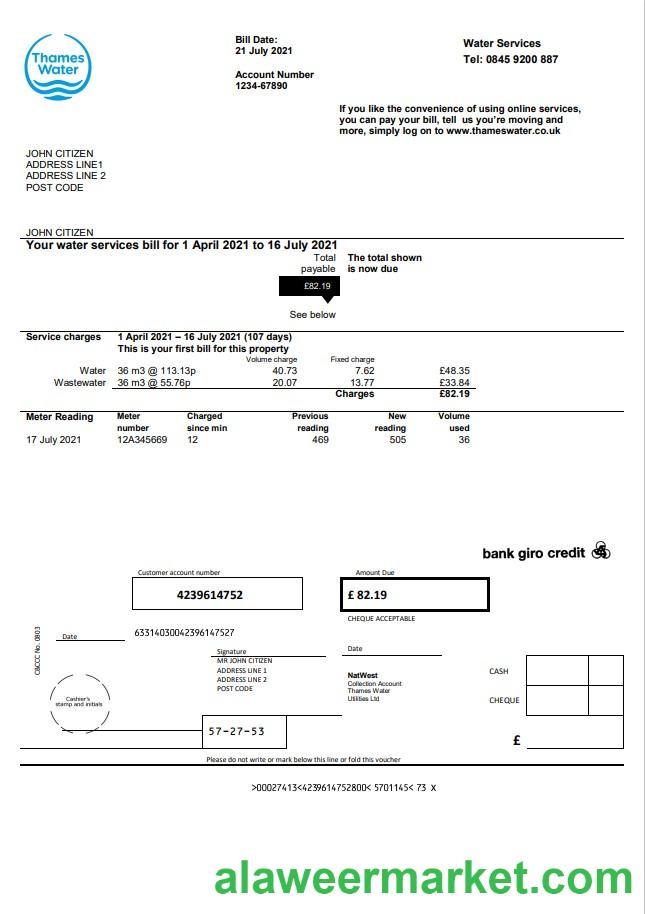 Thames
Water
Bill Date:
21 July 2021
Account Number
1234-67890
Water Services
Tel: 0845 9200 887
If you like the convenience of using online services,
you can pay your bill, tell us you're moving and
more, simply log on to www.thameswater.co.uk
JOHN CITIZEN
ADDRESS LINE1
ADDRESS LINE 2
POST CODE
JOHN CITIZEN
Your water services bill for 1 April 2021 to 16 July 2021
Total payable The total shown is now due
£82.19
See below
Service charges 1 April 2021 – 16 July 2021 (107 days)
This is your first bill for this property
Volume charge Fixed charge
Water 36 m3 @ 113.13p 40.73 7.62 £48.35
Wastewater 36 m3 @ 55.76p 20.07 13.77 £33.84
Charges £82.19
Meter Reading Meter number Charged since min Previous reading New reading Volume used
17 July 2021 12A345669 12 469 505 36
bank giro credit
Customer account number Amount Due
4239614752 £ 82.19
CHEQUE ACCEPTABLE
C&CCC No. 0803
Date 63314030042396147527
Signature Date
MR JOHN CITIZEN
ADDRESS LINE 1
ADDRESS LINE 2
POST CODE
NatWest
Collection Account
Thames Water
Utilities Ltd
CASH
CHEQUE
£
Cashier's
stamp and initials
57-27-53
Please do not write or mark below this line or fold this voucher
>00027413<4239614752800< 5701145< 73 X
alaweermarket.com